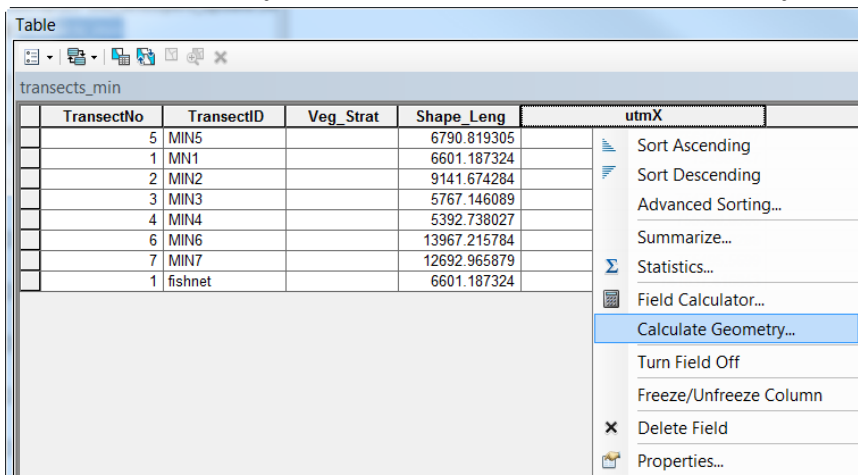 Table
transects_min
TransectNo TransectID Veg_Strat Shape_Leng utmX
5 MIN5 6790.819305
1 MN1 6601.187324
2 MIN2 9141.674284
3 MIN3 5767.146089
4 MIN4 5392.738027
6 MIN6 13967.215784
7 MIN7 12692.965879
1 fishnet 6601.187324
Sort Ascending
Sort Descending
Advanced Sorting...
Summarize...
Σ Statistics...
Field Calculator...
Calculate Geometry...
Turn Field Off
Freeze/Unfreeze Column
Delete Field
Properties...